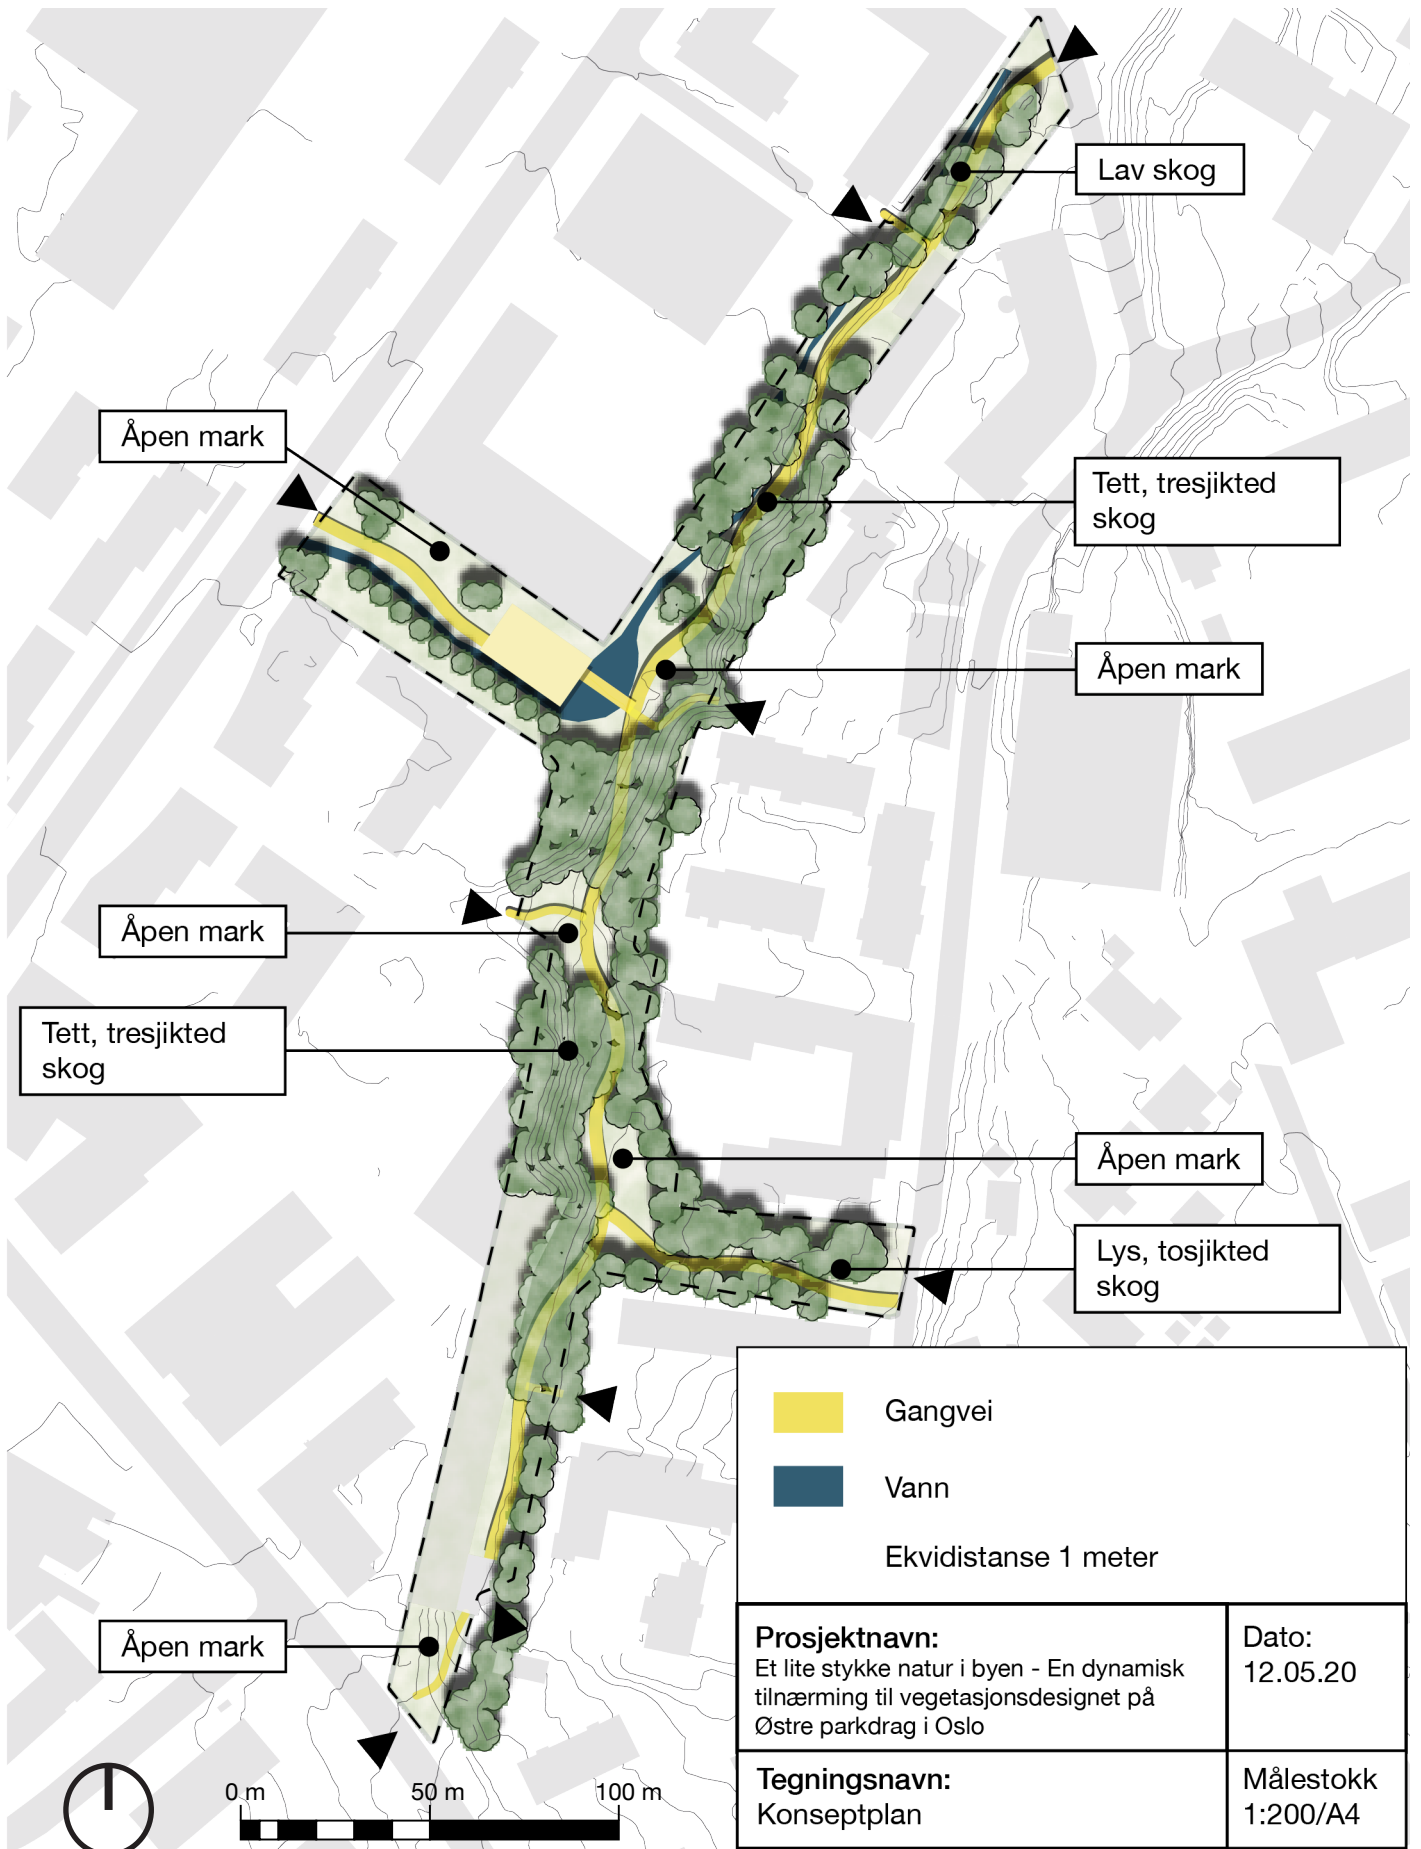 Lav skog
Åpen mark
Tett, tresjikted
skog
Åpen mark
Åpen mark
Tett, tresjikted
skog
Åpen mark
Lys, tosjikted
skog
Åpen mark
Gangvei
Vann
Ekvidistanse 1 meter
Prosjektnavn:
Et lite stykke natur i byen - En dynamisk
tilnærming til vegetasjonsdesignet på
Østre parkdrag i Oslo
Dato:
12.05.20
Tegningsnavn:
Konseptplan
Målestokk
1:200/A4
0 m 50 m 100 m